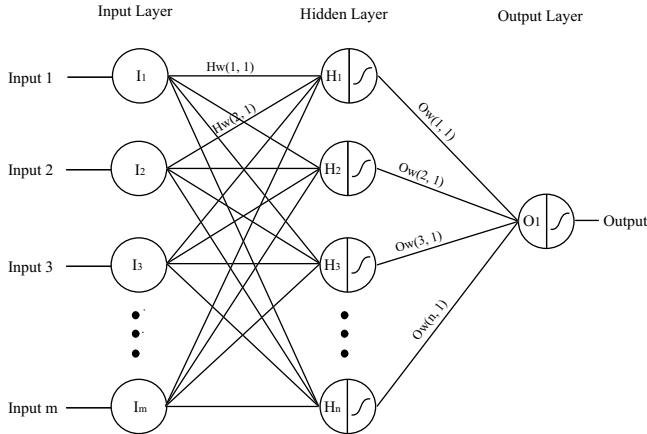 Input Layer
Hidden Layer
Output Layer
Input 1
I1
Hw(1, 1)
H1
Hw(2, 1)
Ow(1, 1)
Input 2
I2
H2
Ow(2, 1)
O1
Output
Input 3
I3
H3
Ow(3, 1)
Ow(n, 1)
Input m
Im
Hn